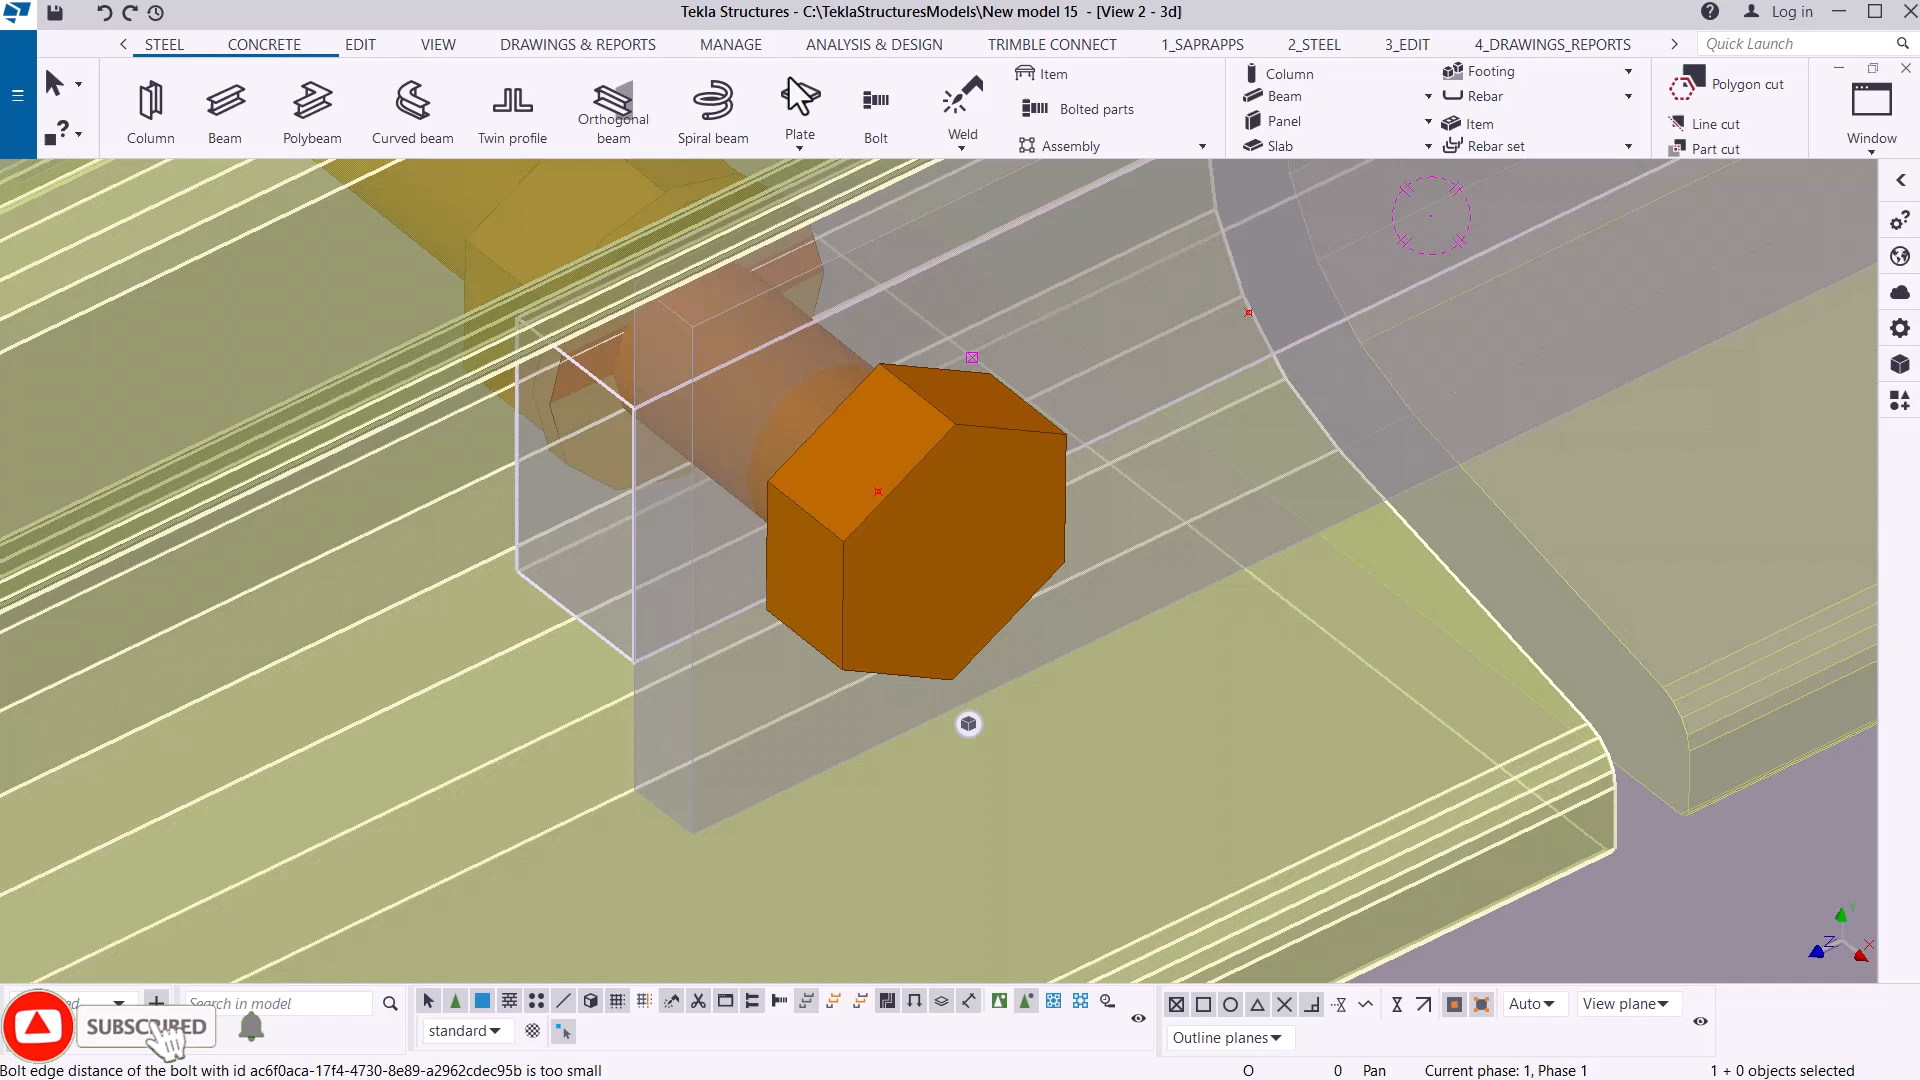 Tekla Structures - C:\TeklaStructuresModels\New model 15 - [View 2 - 3d]
Log in
STEEL CONCRETE EDIT VIEW DRAWINGS & REPORTS MANAGE ANALYSIS & DESIGN TRIMBLE CONNECT 1_SAPRAPPS 2_STEEL 3_EDIT 4_DRAWINGS_REPORTS
Quick Launch
Column
Beam
Polybeam
Curved beam
Twin profile
Orthogonal
beam
Spiral beam
Plate
Bolt
Weld
Item
Bolted parts
Assembly
Column
Beam
Panel
Slab
Footing
Rebar
Item
Rebar set
Polygon cut
Line cut
Part cut
Window
Y
Z
X
Search in model
standard
Auto
View plane
Outline planes
SUBSCRIBED
Bolt edge distance of the bolt with id ac6f0aca-17f4-4730-8e89-a2962cdec95b is too small
O 0 Pan Current phase: 1, Phase 1 1 + 0 objects selected